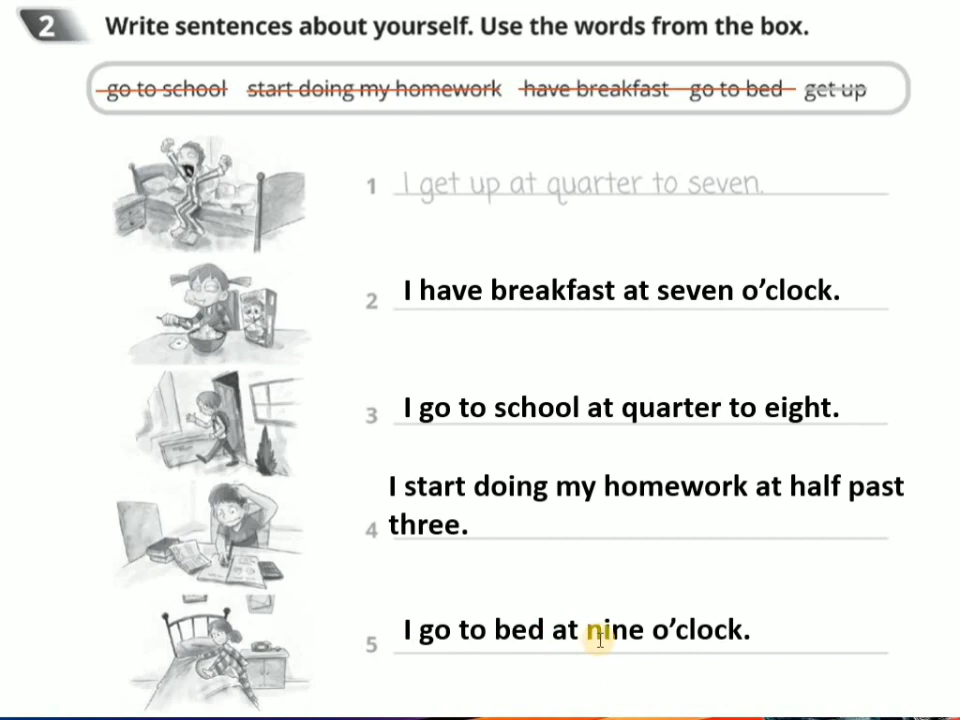 2 Write sentences about yourself. Use the words from the box.
go to school start doing my homework have breakfast go to bed get up
1 I get up at quarter to seven.
2 I have breakfast at seven o’clock.
3 I go to school at quarter to eight.
I start doing my homework at half past
4 three.
5 I go to bed at nine o’clock.